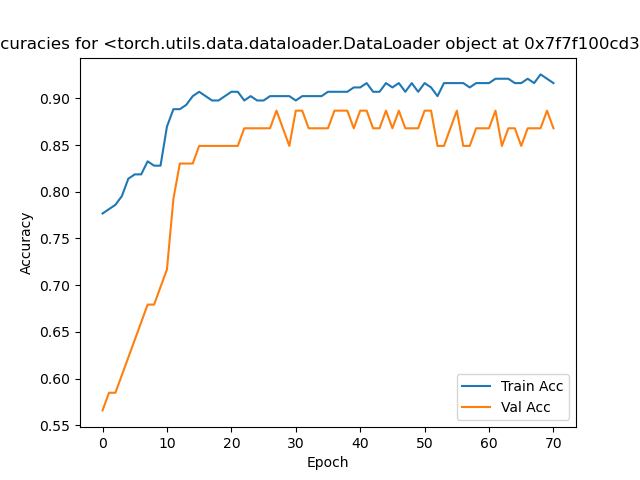 curacies for <torch.utils.data.dataloader.DataLoader object at 0x7f7f100cd3
0.90
0.85
0.80
0.75
0.70
0.65
0.60
0.55
Accuracy
Train Acc
Val Acc
0 10 20 30 40 50 60 70
Epoch